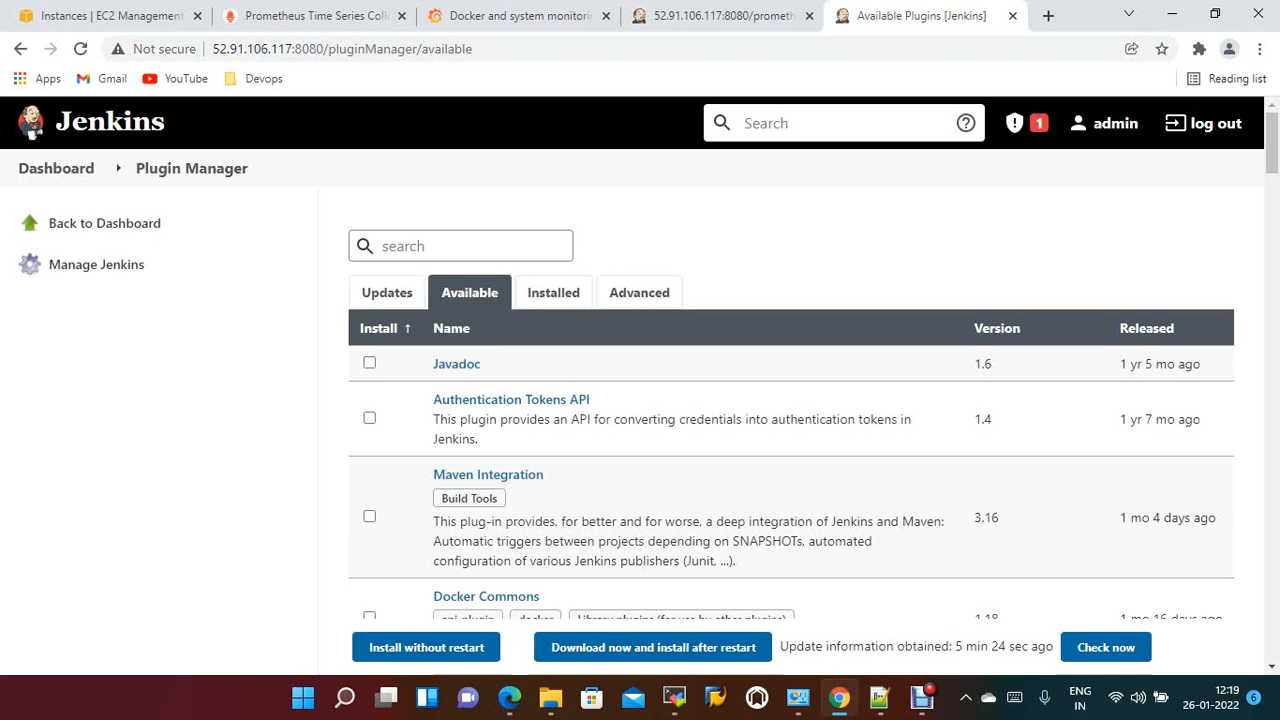 Instances | EC2 Management
Prometheus Time Series Colle
Docker and system monitorin
52.91.106.117:8080/prometh
Available Plugins [Jenkins]
Not secure
52.91.106.117:8080/pluginManager/available
Apps
Gmail
YouTube
Devops
Reading list
Jenkins
Search
1
admin
log out
Dashboard
Plugin Manager
Back to Dashboard
Manage Jenkins
search
Updates
Available
Installed
Advanced
Install ↑
Name
Version
Released
Javadoc
1.6
1 yr 5 mo ago
Authentication Tokens API
This plugin provides an API for converting credentials into authentication tokens in
Jenkins.
1.4
1 yr 7 mo ago
Maven Integration
Build Tools
This plug-in provides, for better and for worse, a deep integration of Jenkins and Maven:
Automatic triggers between projects depending on SNAPSHOTs, automated
configuration of various Jenkins publishers (Junit, ...).
3.16
1 mo 4 days ago
Docker Commons
api-plugin
docker
Library plugins (for use by other plugins)
1.18
1 mo 16 days ago
Install without restart
Download now and install after restart
Update information obtained: 5 min 24 sec ago
Check now
ENG
IN
12:19
26-01-2022
6